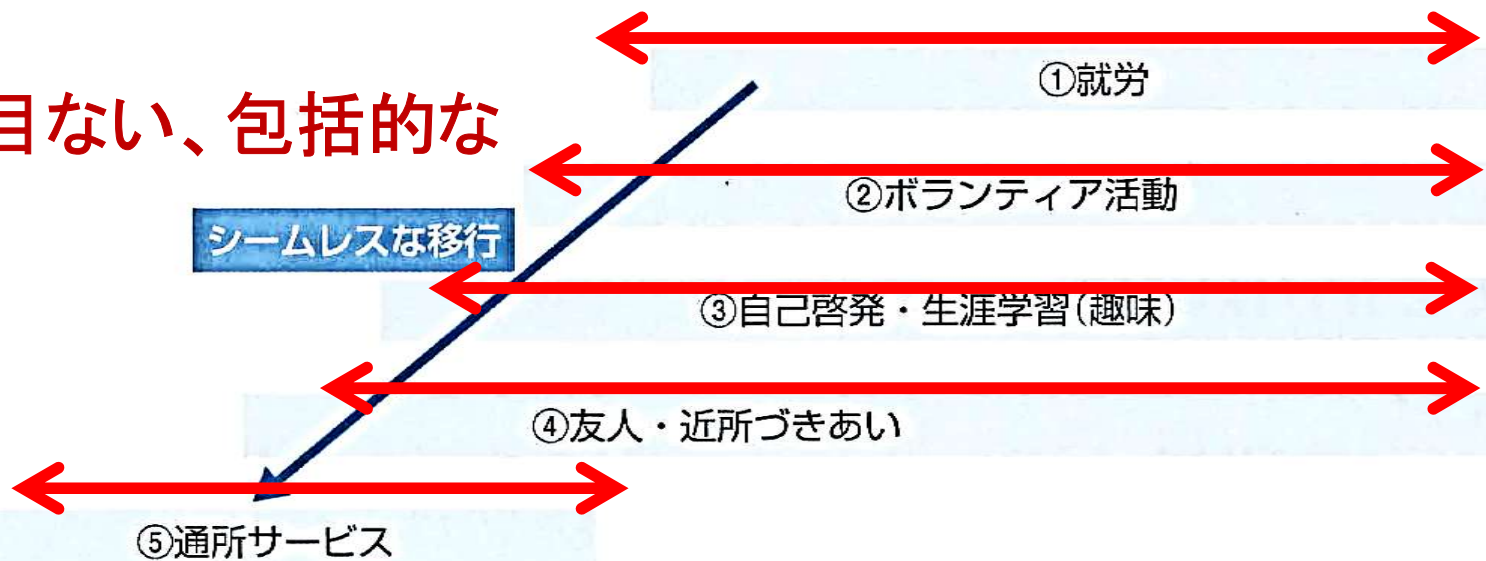 ①就労
目ない、包括的な
②ボランティア活動
シームレスな移行
③自己啓発・生涯学習(趣味)
④友人・近所づきあい
⑤通所サービス